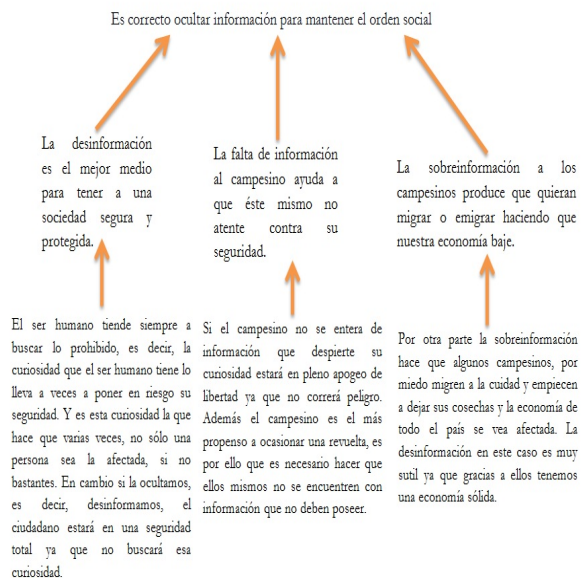 Es correcto ocultar información para mantener el orden social
La desinformación
es el mejor medio
para tener a una
sociedad segura y
protegida.
La falta de información
al campesino ayuda a
que éste mismo no
atente contra su
seguridad.
La sobreinformación a los
campesinos produce que quieran
migrar o emigrar haciendo que
nuestra economía baje.
El ser humano tiende siempre a
buscar lo prohibido, es decir, la
curiosidad que el ser humano tiene lo
lleva a veces a poner en riesgo su
seguridad. Y es esta curiosidad la que
hace que varias veces, no sólo una
persona sea la afectada, si no
bastantes. En cambio si la ocultamos,
es decir, desinformamos, el
ciudadano estará en una seguridad
total ya que no buscará esa
curiosidad.
Si el campesino no se entera de
información que despierte su
curiosidad estará en pleno apogeo de
libertad ya que no correrá peligro.
Además el campesino es el más
propenso a ocasionar una revuelta, es
por ello que es necesario hacer que
ellos mismos no se encuentren con
información que no deben poseer.
Por otra parte la sobreinformación
hace que algunos campesinos, por
miedo migren a la cuidad y empiecen
a dejar sus cosechas y la economía de
todo el país se vea afectada. La
desinformación en este caso es muy
sutil ya que gracias a ellos tenemos
una economía sólida.